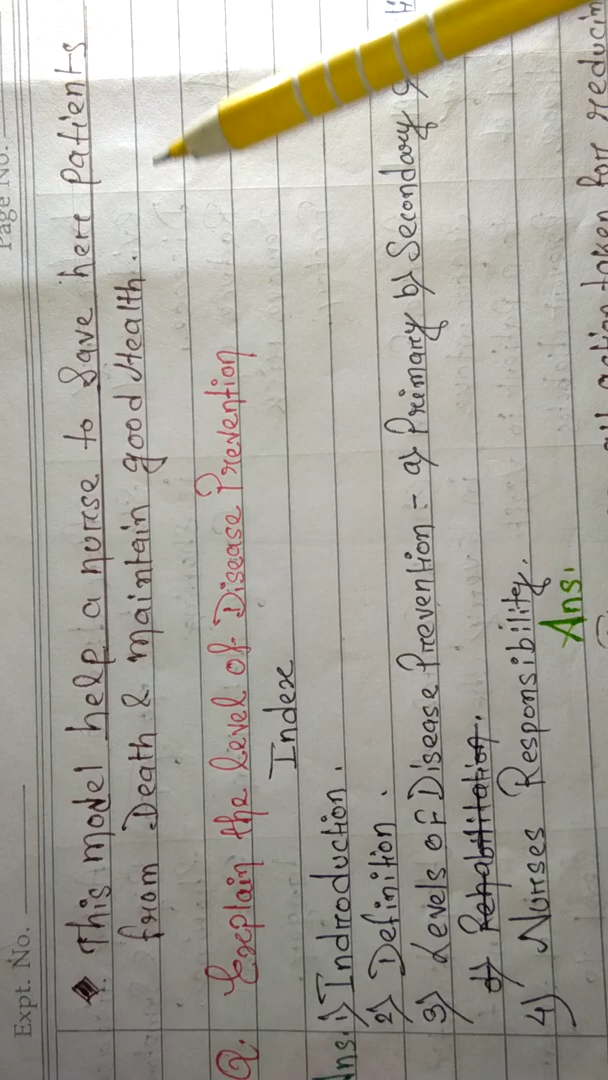 Expt. No.
Page No.
This model help a nurse to Save here patients
from Death & maintain good Health.
Q. Explain the level of Disease Prevention
Index
Ans. 1) Indroduction.
2) Definition.
3) Levels of Disease Prevention - a) Primary b) Secondary
d) Rehabilitation.
4) Nurses Responsibility.
Ans.
action taken for reducin